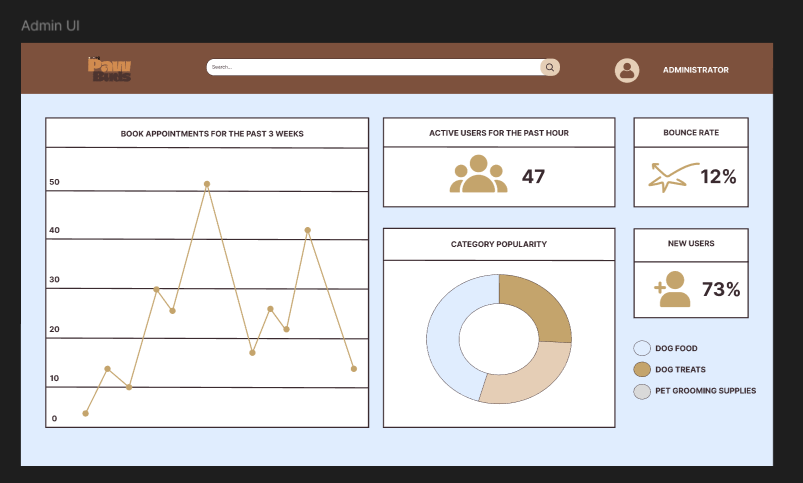 Admin UI
Paw
Buds
Search...
ADMINISTRATOR
BOOK APPOINTMENTS FOR THE PAST 3 WEEKS
50
40
30
20
10
0
ACTIVE USERS FOR THE PAST HOUR
47
BOUNCE RATE
12%
CATEGORY POPULARITY
NEW USERS
73%
DOG FOOD
DOG TREATS
PET GROOMING SUPPLIES